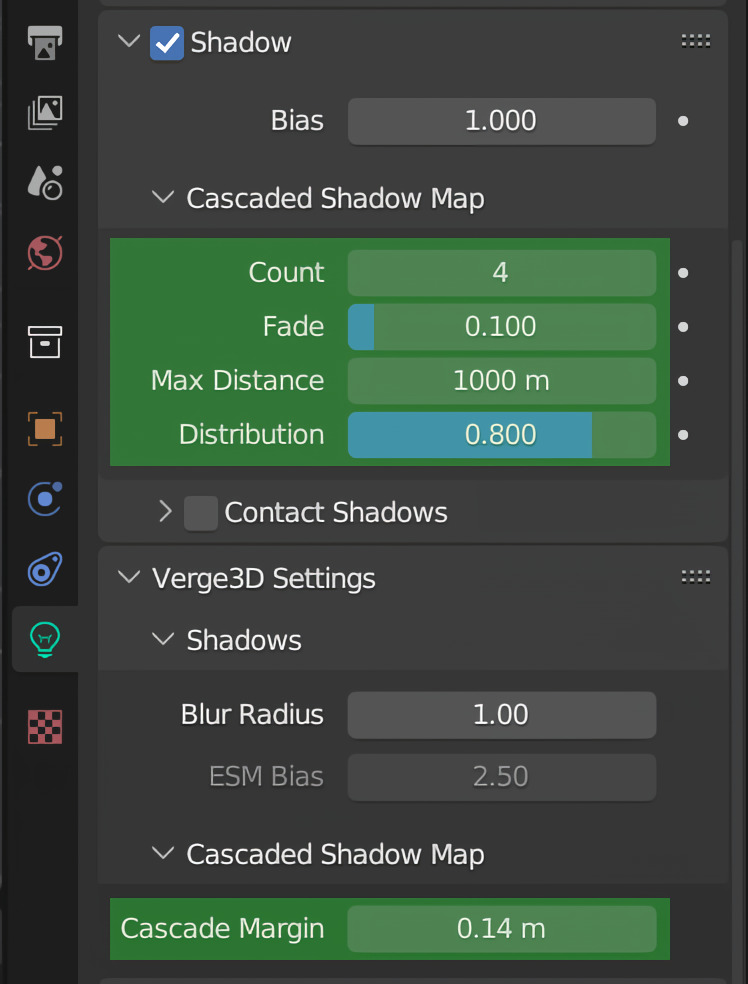 Shadow
Bias 1.000
Cascaded Shadow Map
Count 4
Fade 0.100
Max Distance 1000 m
Distribution 0.800
Contact Shadows
Verge3D Settings
Shadows
Blur Radius 1.00
ESM Bias 2.50
Cascaded Shadow Map
Cascade Margin 0.14 m